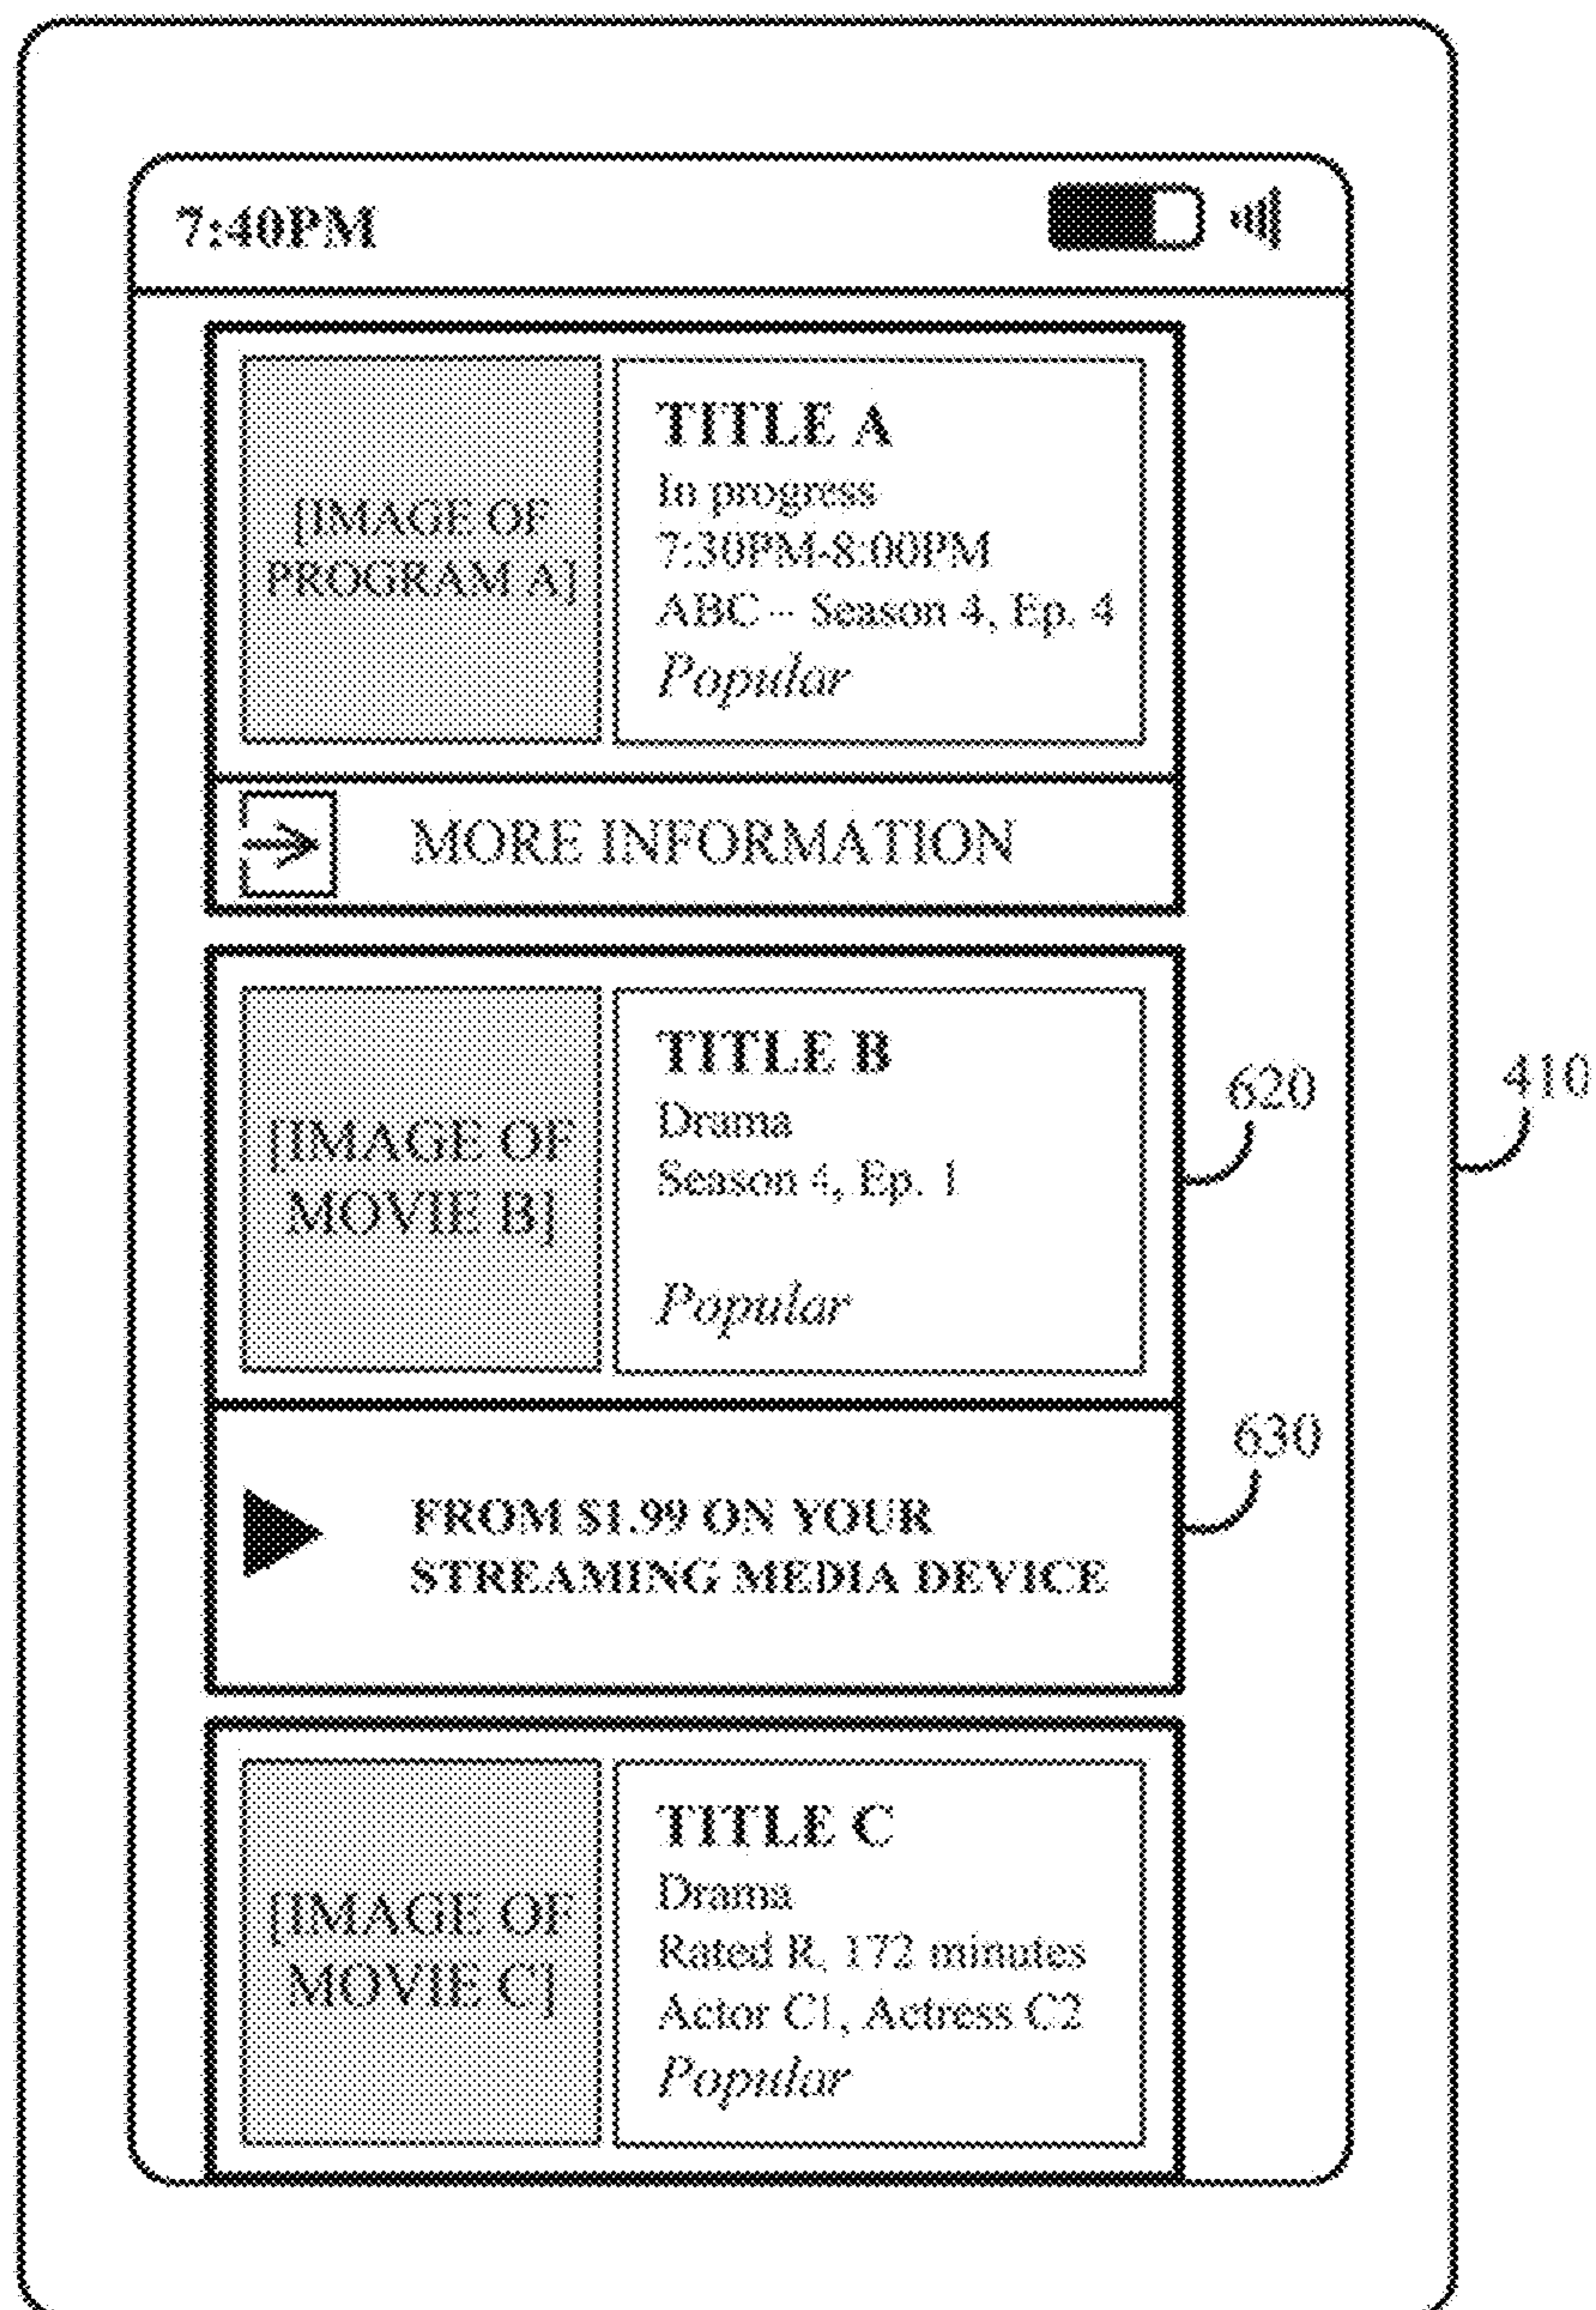 7:40PM
[IMAGE OF
PROGRAM A]
TITLE A
In progress
7:30PM-8:00PM
ABC – Season 4, Ep. 4
Popular
MORE INFORMATION
[IMAGE OF
MOVIE B]
TITLE B
Drama
Season 4, Ep. 1
Popular
620
410
FROM $1.99 ON YOUR
STREAMING MEDIA DEVICE
630
[IMAGE OF
MOVIE C]
TITLE C
Drama
Rated R, 172 minutes
Actor C1, Actress C2
Popular